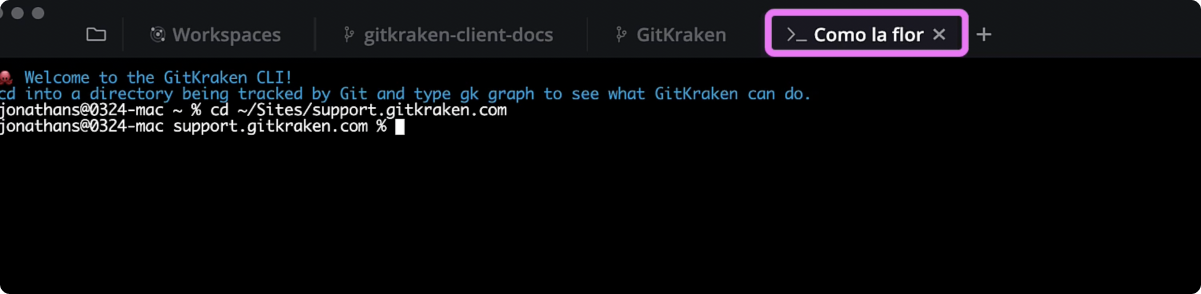 Workspaces gitkraken-client-docs GitKraken >_ Como la flor × +
Welcome to the GitKraken CLI!
cd into a directory being tracked by Git and type gk graph to see what GitKraken can do.
jonathans@0324-mac ~ % cd ~/Sites/support.gitkraken.com
jonathans@0324-mac support.gitkraken.com %